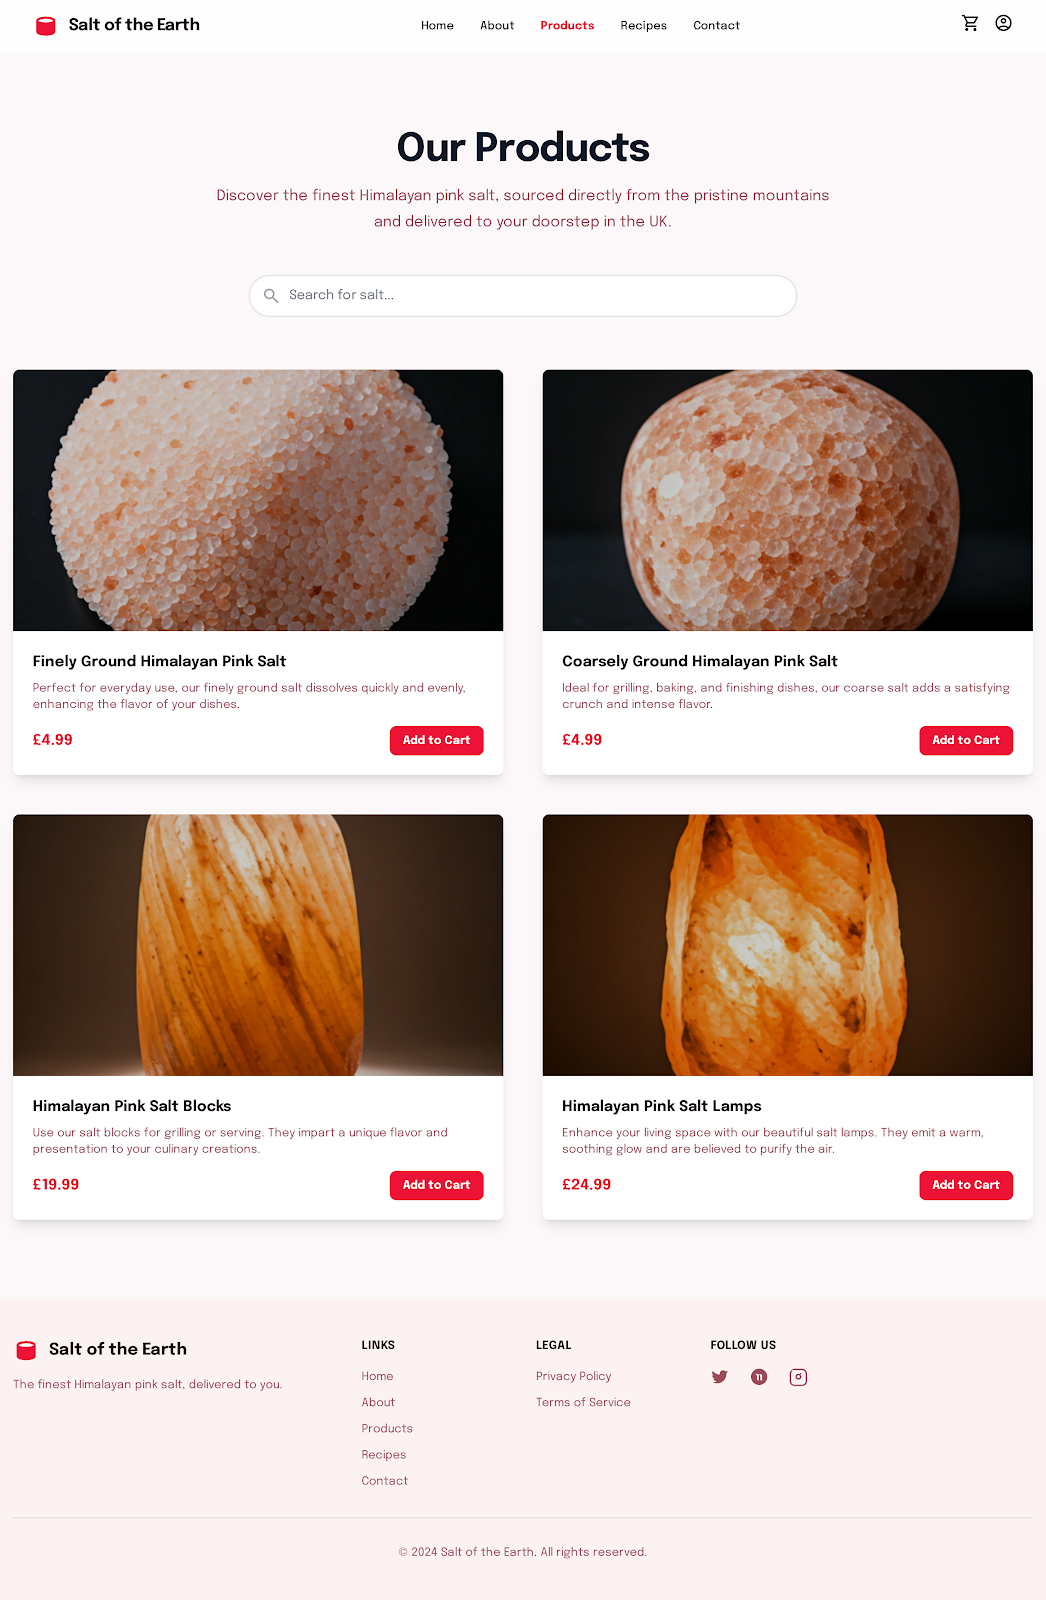 Salt of the Earth
Home About Products Recipes Contact
Our Products
Discover the finest Himalayan pink salt, sourced directly from the pristine mountains
and delivered to your doorstep in the UK.
Search for salt...
Finely Ground Himalayan Pink Salt
Perfect for everyday use, our finely ground salt dissolves quickly and evenly,
enhancing the flavor of your dishes.
£4.99
Add to Cart
Coarsely Ground Himalayan Pink Salt
Ideal for grilling, baking, and finishing dishes, our coarse salt adds a satisfying
crunch and intense flavor.
£4.99
Add to Cart
Himalayan Pink Salt Blocks
Use our salt blocks for grilling or serving. They impart a unique flavor and
presentation to your culinary creations.
£19.99
Add to Cart
Himalayan Pink Salt Lamps
Enhance your living space with our beautiful salt lamps. They emit a warm,
soothing glow and are believed to purify the air.
£24.99
Add to Cart
Salt of the Earth
The finest Himalayan pink salt, delivered to you.
LINKS
Home
About
Products
Recipes
Contact
LEGAL
Privacy Policy
Terms of Service
FOLLOW US
© 2024 Salt of the Earth. All rights reserved.